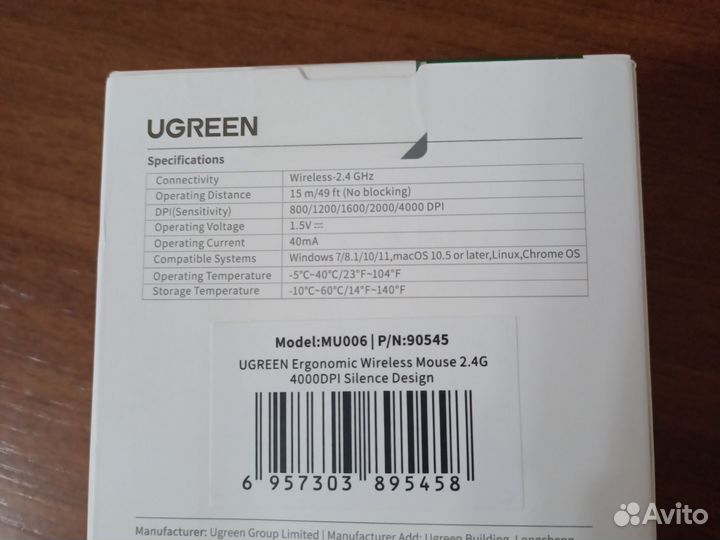 UGREEN
Specifications
Connectivity Wireless-2.4 GHz
Operating Distance 15 m/49 ft (No blocking)
DPI(Sensitivity) 800/1200/1600/2000/4000 DPI
Operating Voltage 1.5V⎓
Operating Current 40mA
Compatible Systems Windows 7/8.1/10/11,macOS 10.5 or later,Linux,Chrome OS
Operating Temperature -5°C~40°C/23°F~104°F
Storage Temperature -10°C~60°C/14°F~140°F
Model:MU006 | P/N:90545
UGREEN Ergonomic Wireless Mouse 2.4G
4000DPI Silence Design
6 957303 895458
Manufacturer: Ugreen Group Limited | Manufacturer Add: Ugreen Building, Longcheng
Avito